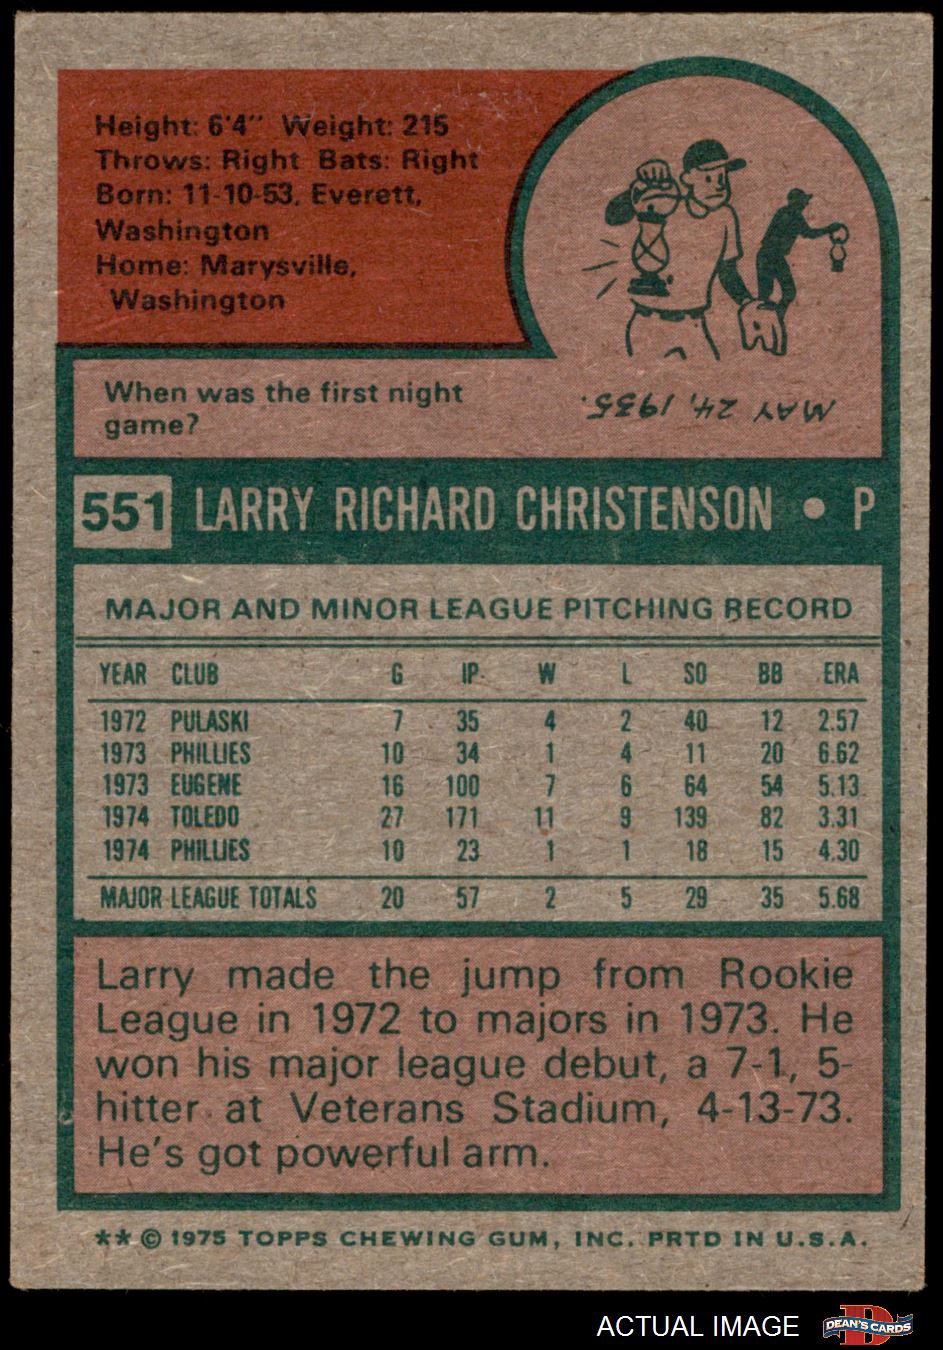 Height: 6'4" Weight: 215
Throws: Right Bats: Right
Born: 11-10-53, Everett,
Washington
Home: Marysville,
Washington
When was the first night
game?
MAY 24, 1935.
551 LARRY RICHARD CHRISTENSON • P
MAJOR AND MINOR LEAGUE PITCHING RECORD
YEAR CLUB G IP W L SO BB ERA
1972 PULASKI 7 35 4 2 40 12 2.57
1973 PHILLIES 10 34 1 4 11 20 6.62
1973 EUGENE 16 100 7 6 64 54 5.13
1974 TOLEDO 27 171 11 9 139 82 3.31
1974 PHILLIES 10 23 1 1 18 15 4.30
MAJOR LEAGUE TOTALS 20 57 2 5 29 35 5.68
Larry made the jump from Rookie
League in 1972 to majors in 1973. He
won his major league debut, a 7-1, 5-
hitter at Veterans Stadium, 4-13-73.
He's got powerful arm.
** © 1975 TOPPS CHEWING GUM, INC. PRTD IN U.S.A.
ACTUAL IMAGE DEAN'S CARDS